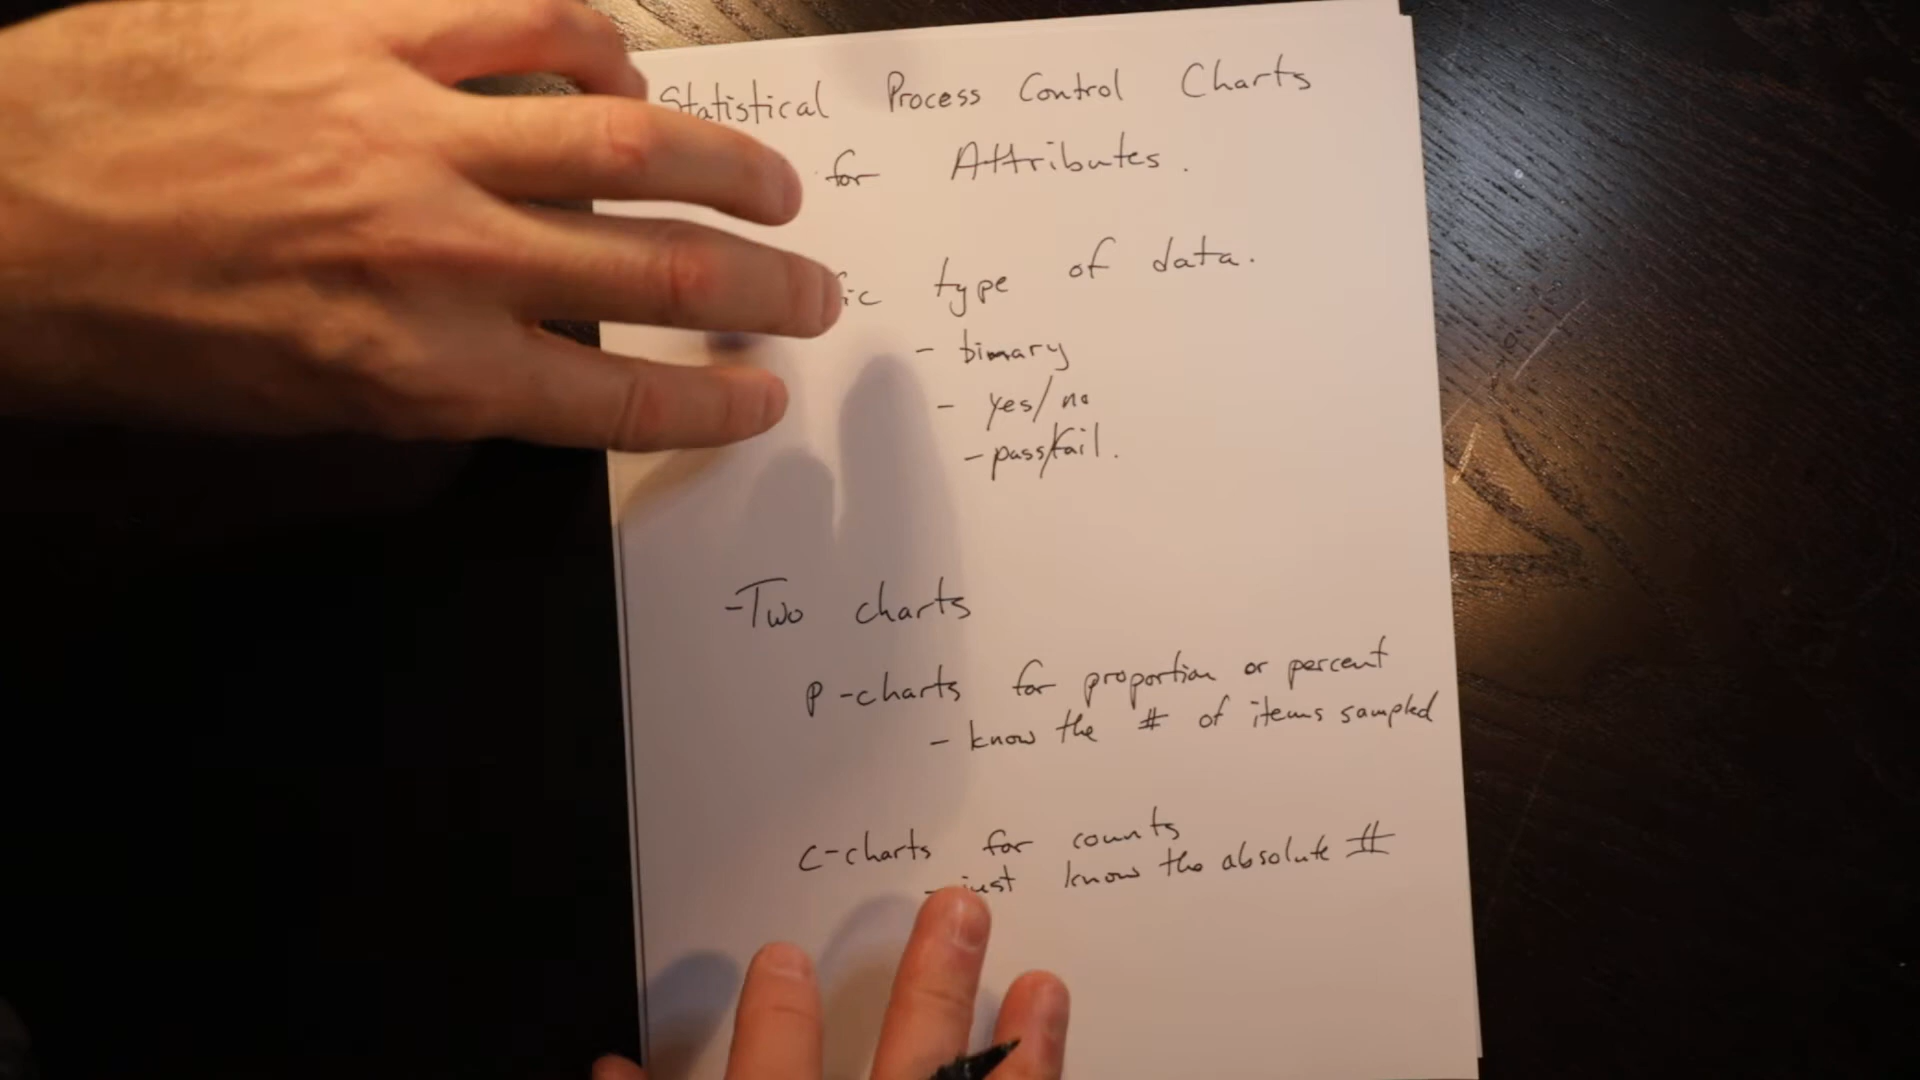 Statistical Process Control Charts
for Attributes.
type of data.
- binary
- yes/no
- pass/fail.
-Two charts
P-charts for proportion or percent
- know the # of items sampled
C-charts for counts
- just know the absolute #